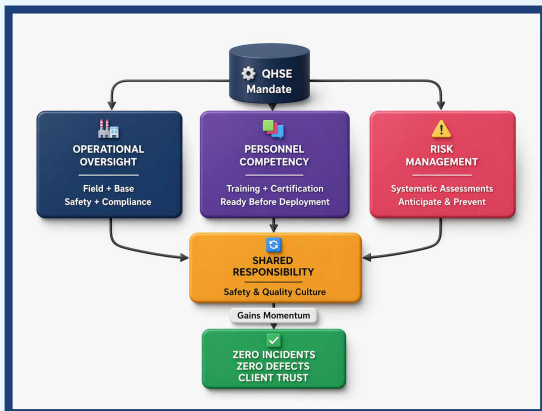 QHSE
Mandate
OPERATIONAL
OVERSIGHT
Field + Base
Safety + Compliance
PERSONNEL
COMPETENCY
Training + Certification
Ready Before Deployment
RISK
MANAGEMENT
Systematic Assessments
Anticipate & Prevent
SHARED
RESPONSIBILITY
Safety & Quality Culture
Gains Momentum
ZERO INCIDENTS
ZERO DEFECTS
CLIENT TRUST